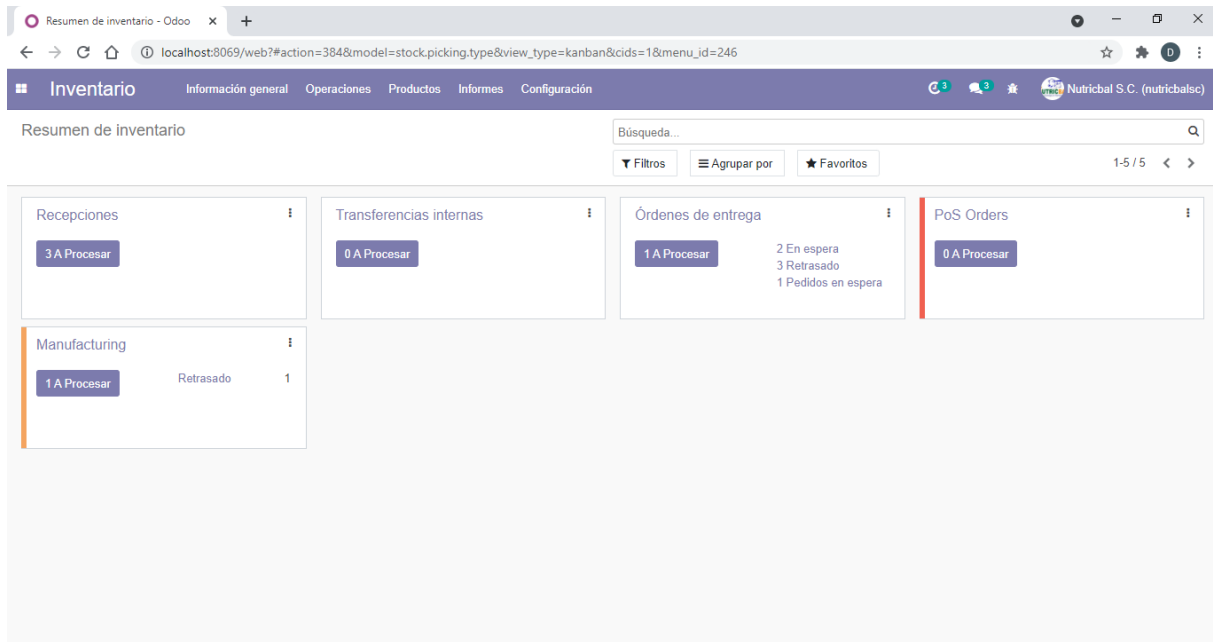 Resumen de inventario - Odoo
localhost:8069/web?#action=384&model=stock.picking.type&view_type=kanban&cids=1&menu_id=246
D
Inventario
Información general
Operaciones
Productos
Informes
Configuración
3
3
Nutricbal S.C. (nutricbalsc)
Resumen de inventario
Búsqueda...
Filtros
Agrupar por
Favoritos
1-5 / 5
Recepciones
3 A Procesar
Transferencias internas
0 A Procesar
Órdenes de entrega
1 A Procesar
2 En espera
3 Retrasado
1 Pedidos en espera
PoS Orders
0 A Procesar
Manufacturing
1 A Procesar
Retrasado 1